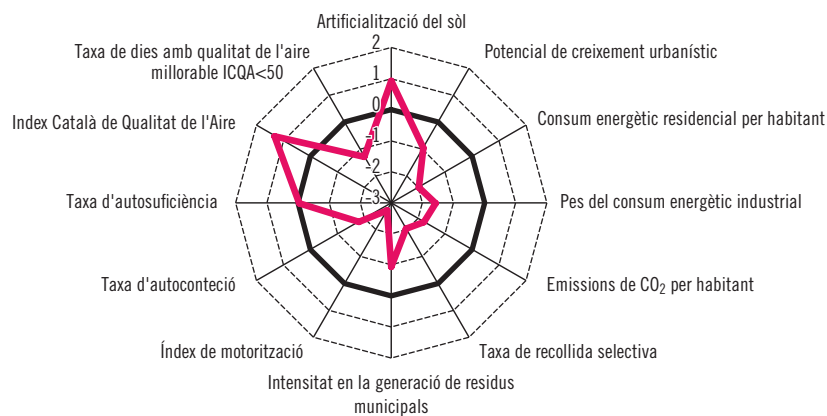 Artificialització del sòl
Taxa de dies amb qualitat de l'aire
millorable ICQA<50
Potencial de creixement urbanístic
Index Català de Qualitat de l'Aire
Consum energètic residencial per habitant
Taxa d'autosuficiència
Pes del consum energètic industrial
Taxa d'autoconteció
Emissions de CO₂ per habitant
Índex de motorització
Taxa de recollida selectiva
Intensitat en la generació de residus
municipals
2
1
0
-1
-2
-3